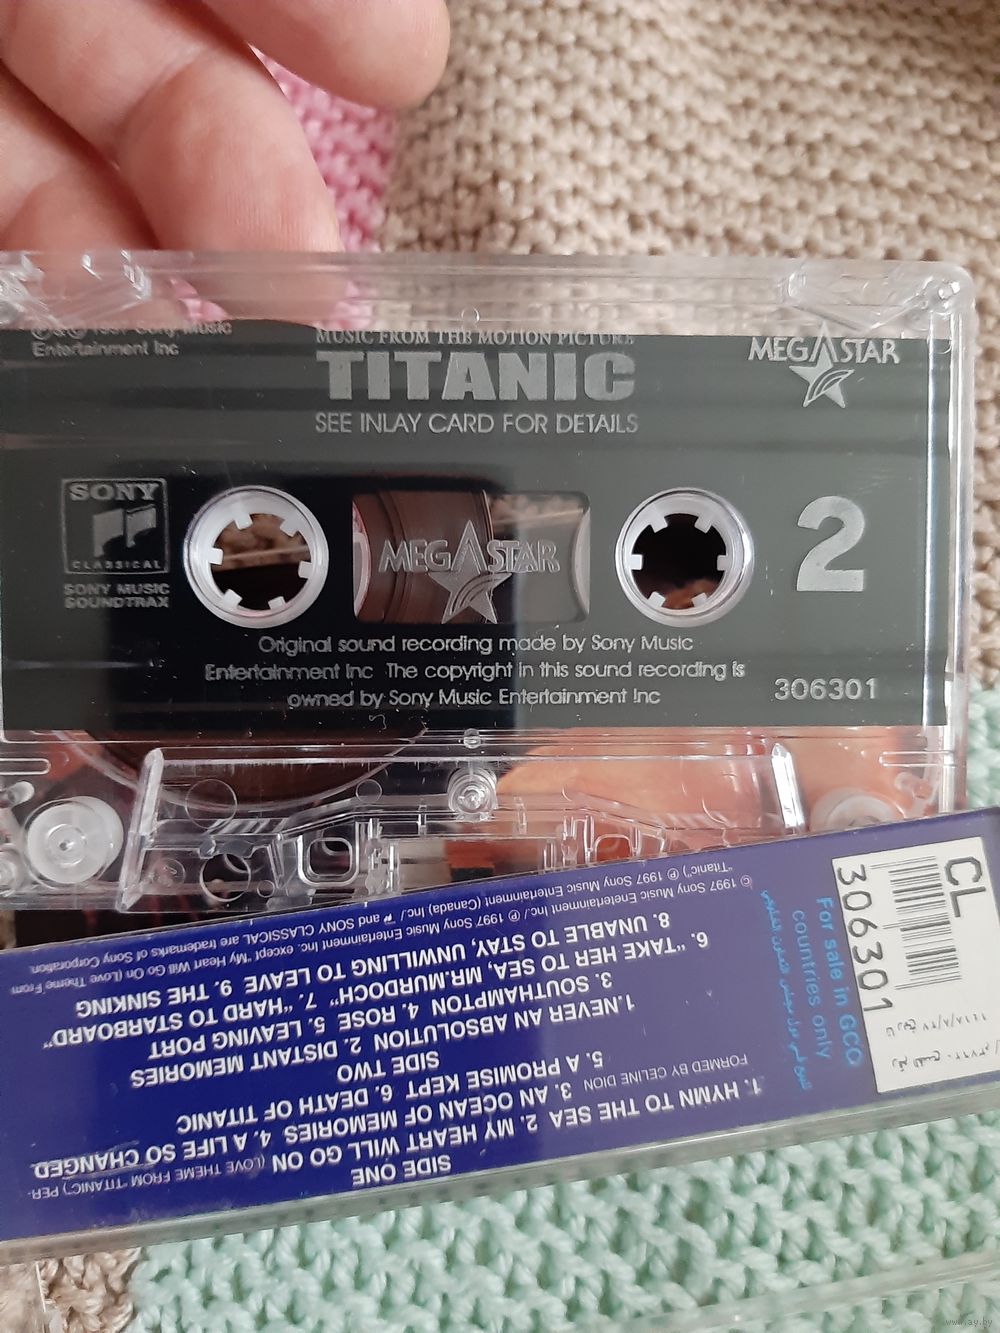 ℗ & © 1997 Sony Music
Entertainment Inc
MUSIC FROM THE MOTION PICTURE
TITANIC
SEE INLAY CARD FOR DETAILS
MEGASTAR
SONY
CLASSICAL
SONY MUSIC
SOUNDTRAX
MEGASTAR
2
Original sound recording made by Sony Music
Entertainment Inc The copyright in this sound recording is
owned by Sony Music Entertainment Inc
306301
SIDE ONE
1. HYMN TO THE SEA 2. MY HEART WILL GO ON (LOVE THEME FROM "TITANIC") PER-
FORMED BY CELINE DION 3. AN OCEAN OF MEMORIES 4. A LIFE SO CHANGED
5. A PROMISE KEPT 6. DEATH OF TITANIC
SIDE TWO
1.NEVER AN ABSOLUTION 2. DISTANT MEMORIES
3. SOUTHAMPTON 4. ROSE 5. LEAVING PORT
6. "TAKE HER TO SEA, MR.MURDOCH" 7. "HARD TO STARBOARD"
8. UNABLE TO STAY, UNWILLING TO LEAVE 9. THE SINKING
© 1997 Sony Music Entertainment Inc./ ℗ 1997 Sony Music Entertainment Inc. except "My Heart Will Go On (Love Theme From
"Titanic") ℗ 1997 Sony Music Entertainment (Canada) Inc./ and SONY CLASSICAL are trademarks of Sony Corporation.
CL
306301
For sale in GCO
countries only
www.ay.by